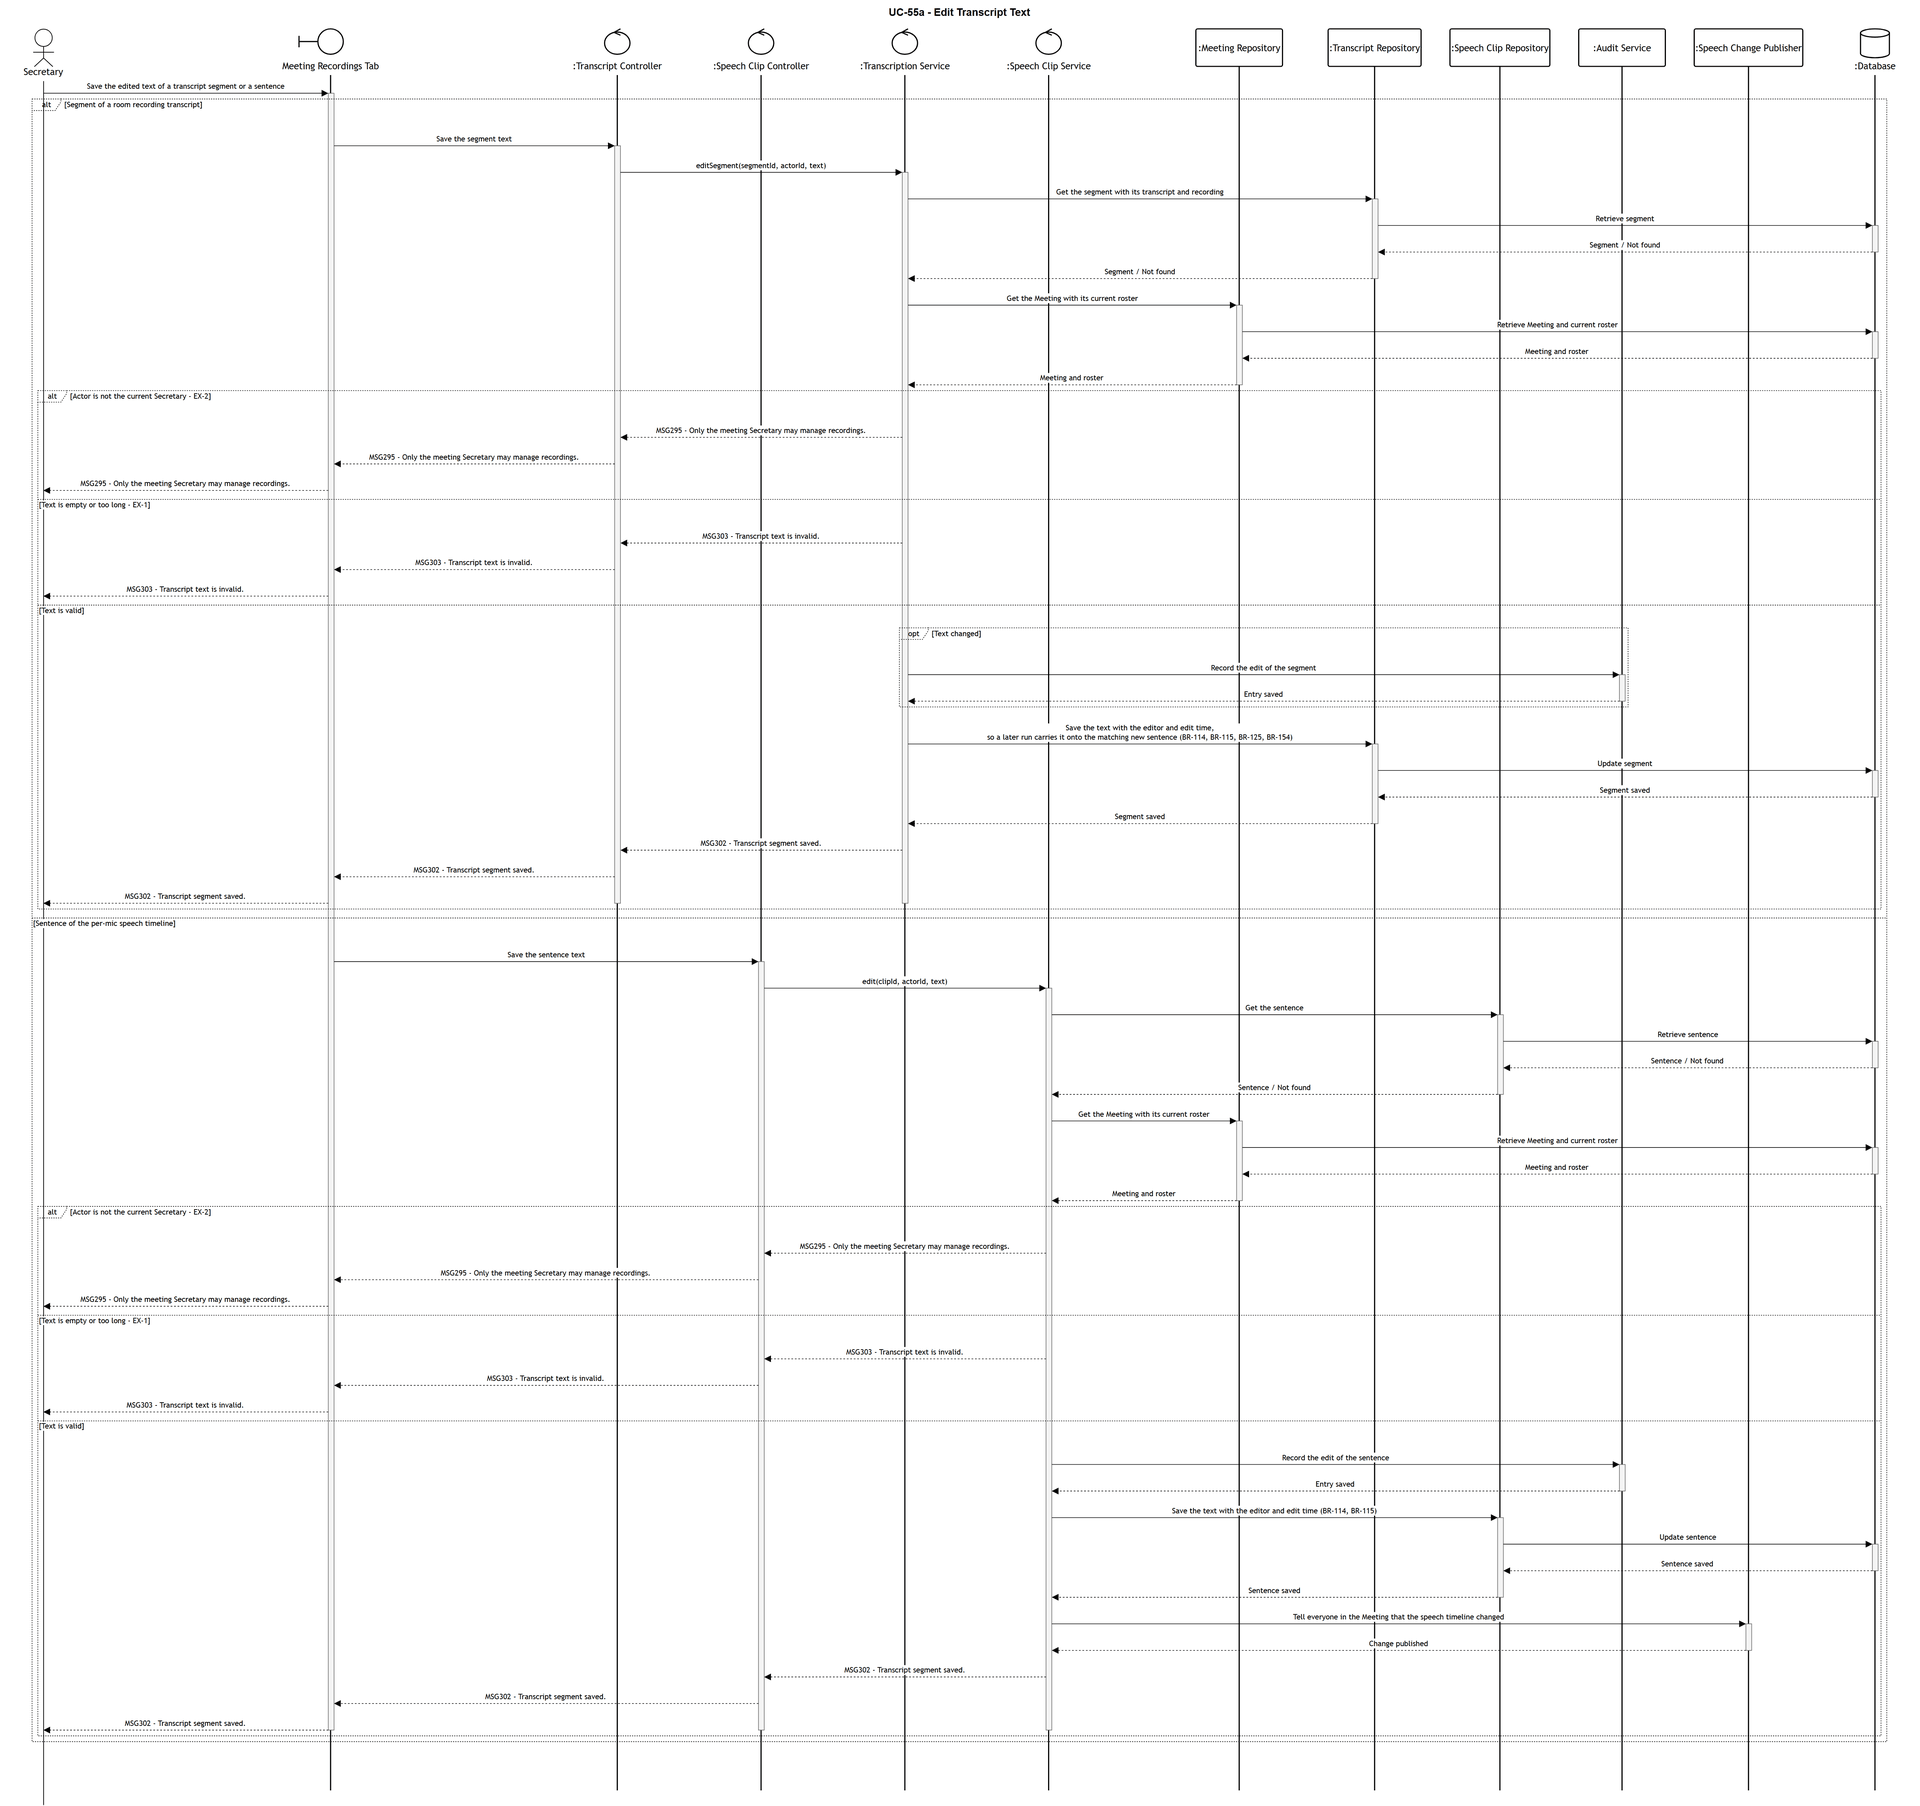 UC-55a - Edit Transcript Text
Secretary
Meeting Recordings Tab
:Transcript Controller
:Speech Clip Controller
:Transcription Service
:Speech Clip Service
:Meeting Repository
:Transcript Repository
:Speech Clip Repository
:Audit Service
:Speech Change Publisher
:Database
Save the edited text of a transcript segment or a sentence
alt [Segment of a room recording transcript]
Save the segment text
editSegment(segmentId, actorId, text)
Get the segment with its transcript and recording
Retrieve segment
Segment / Not found
Segment / Not found
Get the Meeting with its current roster
Retrieve Meeting and current roster
Meeting and roster
Meeting and roster
alt [Actor is not the current Secretary - EX-2]
MSG295 - Only the meeting Secretary may manage recordings.
MSG295 - Only the meeting Secretary may manage recordings.
MSG295 - Only the meeting Secretary may manage recordings.
[Text is empty or too long - EX-1]
MSG303 - Transcript text is invalid.
MSG303 - Transcript text is invalid.
MSG303 - Transcript text is invalid.
[Text is valid]
opt [Text changed]
Record the edit of the segment
Entry saved
Save the text with the editor and edit time,
so a later run carries it onto the matching new sentence (BR-114, BR-115, BR-125, BR-154)
Update segment
Segment saved
Segment saved
MSG302 - Transcript segment saved.
MSG302 - Transcript segment saved.
MSG302 - Transcript segment saved.
[Sentence of the per-mic speech timeline]
Save the sentence text
edit(clipId, actorId, text)
Get the sentence
Retrieve sentence
Sentence / Not found
Sentence / Not found
Get the Meeting with its current roster
Retrieve Meeting and current roster
Meeting and roster
Meeting and roster
alt [Actor is not the current Secretary - EX-2]
MSG295 - Only the meeting Secretary may manage recordings.
MSG295 - Only the meeting Secretary may manage recordings.
MSG295 - Only the meeting Secretary may manage recordings.
[Text is empty or too long - EX-1]
MSG303 - Transcript text is invalid.
MSG303 - Transcript text is invalid.
MSG303 - Transcript text is invalid.
[Text is valid]
Record the edit of the sentence
Entry saved
Save the text with the editor and edit time (BR-114, BR-115)
Update sentence
Sentence saved
Sentence saved
Tell everyone in the Meeting that the speech timeline changed
Change published
MSG302 - Transcript segment saved.
MSG302 - Transcript segment saved.
MSG302 - Transcript segment saved.